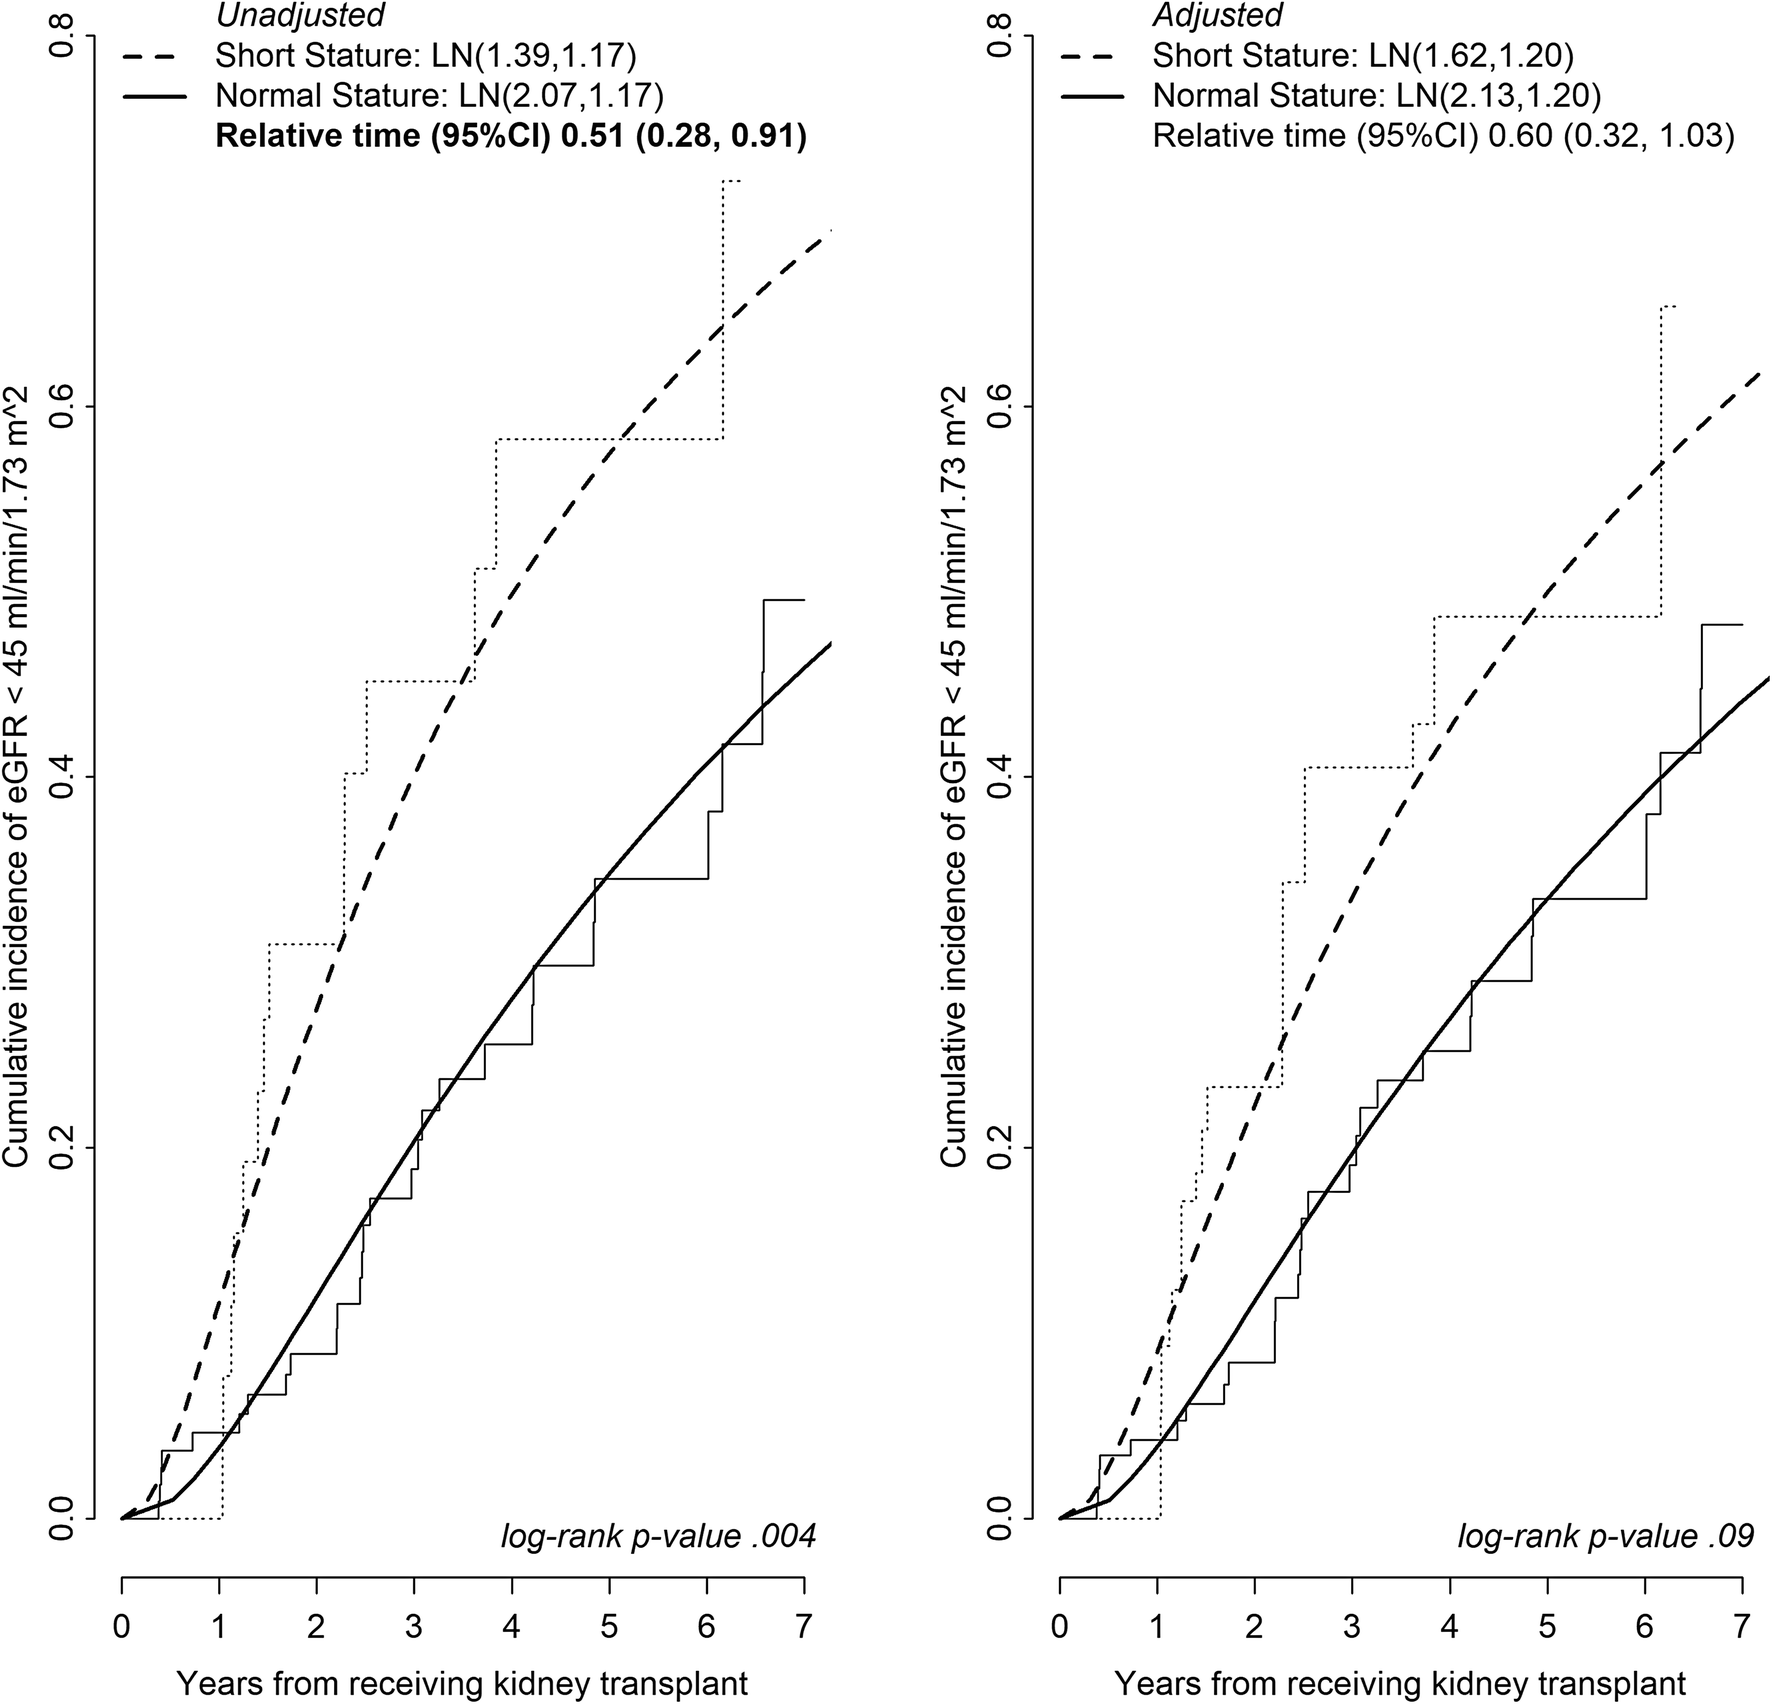 Unadjusted
Short Stature: LN(1.39,1.17)
Normal Stature: LN(2.07,1.17)
Relative time (95%CI) 0.51 (0.28, 0.91)
Cumulative incidence of eGFR < 45 ml/min/1.73 m^2
0.8
0.6
0.4
0.2
0.0
log-rank p-value .004
0 1 2 3 4 5 6 7
Years from receiving kidney transplant
Adjusted
Short Stature: LN(1.62,1.20)
Normal Stature: LN(2.13,1.20)
Relative time (95%CI) 0.60 (0.32, 1.03)
Cumulative incidence of eGFR < 45 ml/min/1.73 m^2
0.8
0.6
0.4
0.2
0.0
log-rank p-value .09
0 1 2 3 4 5 6 7
Years from receiving kidney transplant